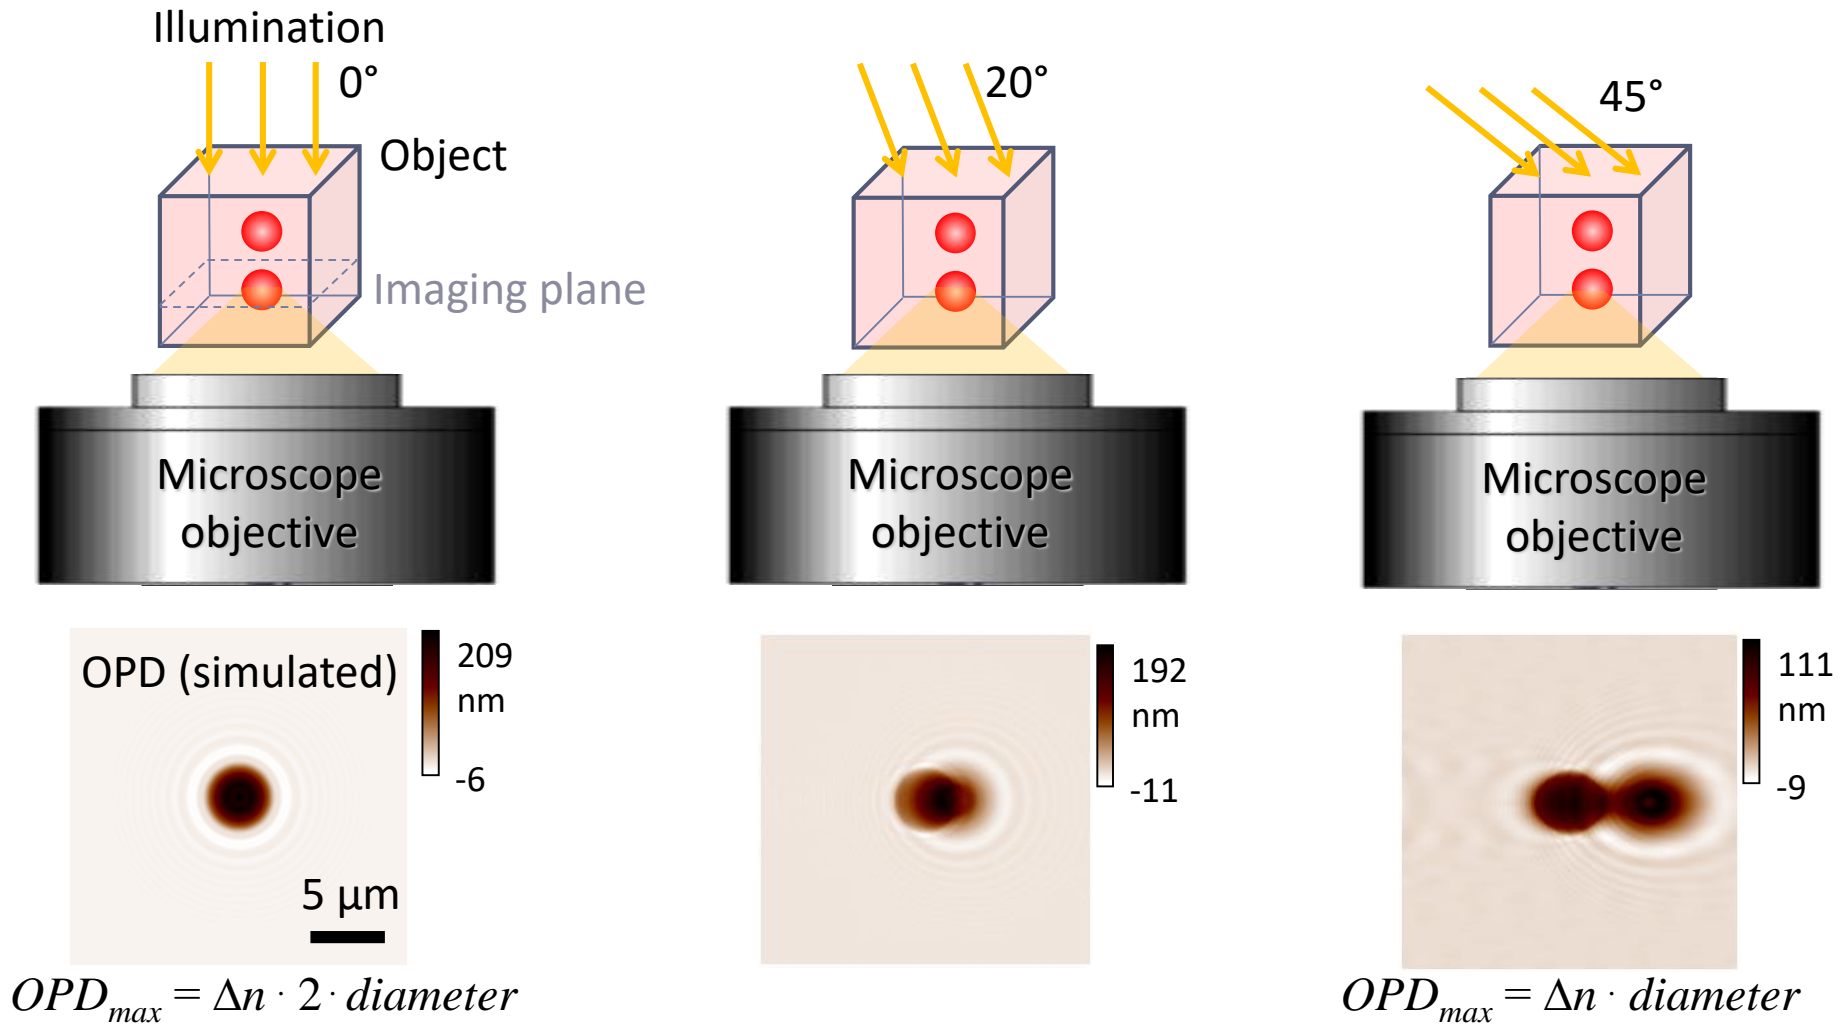 Illumination
0°
20°
45°
Object
Imaging plane
Microscope
objective
Microscope
objective
Microscope
objective
OPD (simulated)
209
nm
-6
5 µm
192
nm
-11
111
nm
-9
OPDmax = Δn · 2 · diameter
OPDmax = Δn · diameter